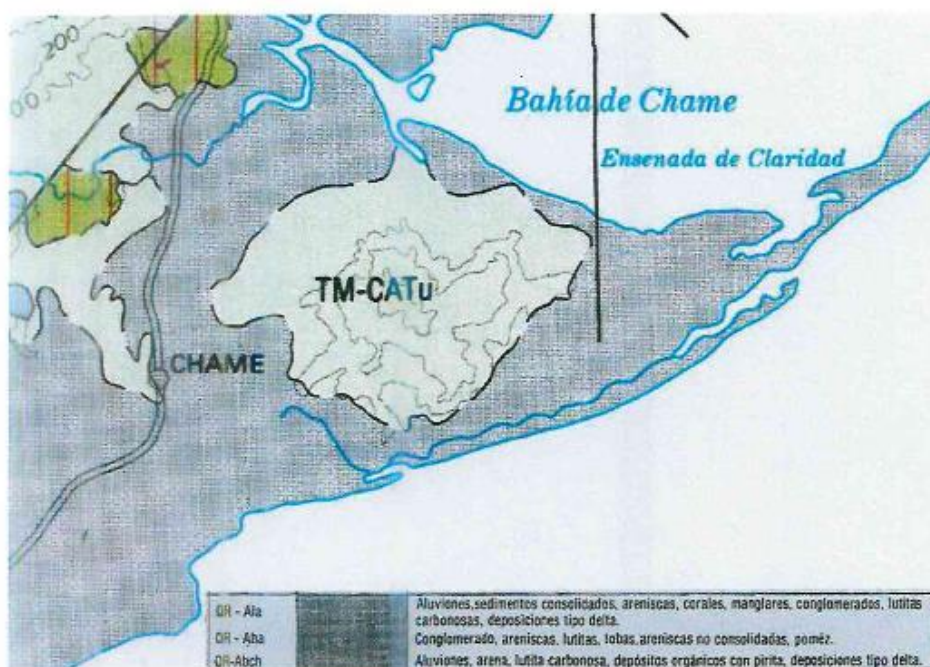 200
00
Bahía de Chame
Ensenada de Claridad
TM-CATu
CHAME
QR - Ala
Aluviones, sedimentos consolidados, areniscas, corales, manglares, conglomerados, lutitas
carbonosas, deposiciones tipo delta.
QR - Aha
Conglomerado, areniscas, lutitas, tobas, areniscas no consolidadas, poméz.
QR-Abch
Aluviones, arena, lutita carbonosa, depósitos orgánicos con pirita, deposiciones tipo delta.